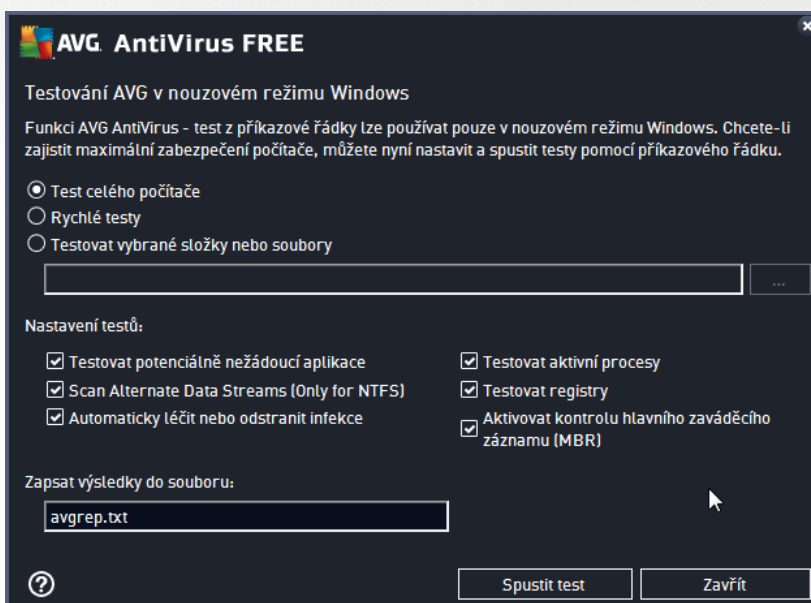 AVG. AntiVirus FREE
Testování AVG v nouzovém režimu Windows
Funkci AVG AntiVirus - test z příkazové řádky lze používat pouze v nouzovém režimu Windows. Chcete-li
zajistit maximální zabezpečení počítače, můžete nyní nastavit a spustit testy pomocí příkazového řádku.
Test celého počítače
Rychlé testy
Testovat vybrané složky nebo soubory
...
Nastavení testů:
Testovat potenciálně nežádoucí aplikace
Testovat aktivní procesy
Scan Alternate Data Streams (Only for NTFS)
Testovat registry
Automaticky léčit nebo odstranit infekce
Aktivovat kontrolu hlavního zaváděcího
záznamu (MBR)
Zapsat výsledky do souboru:
avgrep.txt
Spustit test
Zavřít